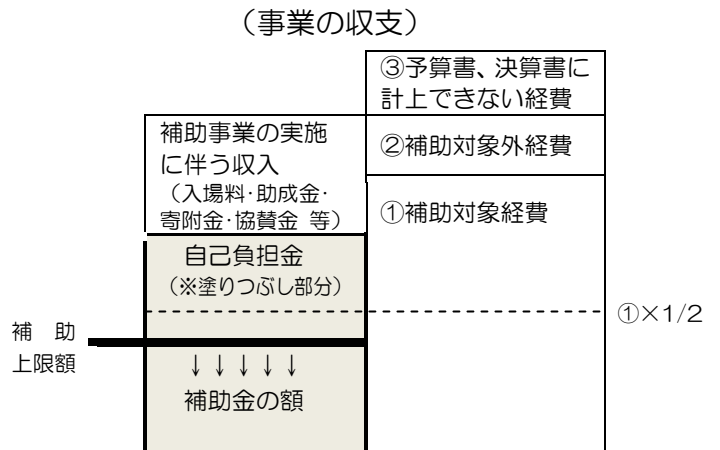 （事業の収支）
③予算書、決算書に
計上できない経費
補助事業の実施
に伴う収入
（入場料･助成金･
寄附金･協賛金 等）
②補助対象外経費
①補助対象経費
自己負担金
（※塗りつぶし部分）
①×1/2
補 助
上限額
↓ ↓ ↓ ↓ ↓
補助金の額